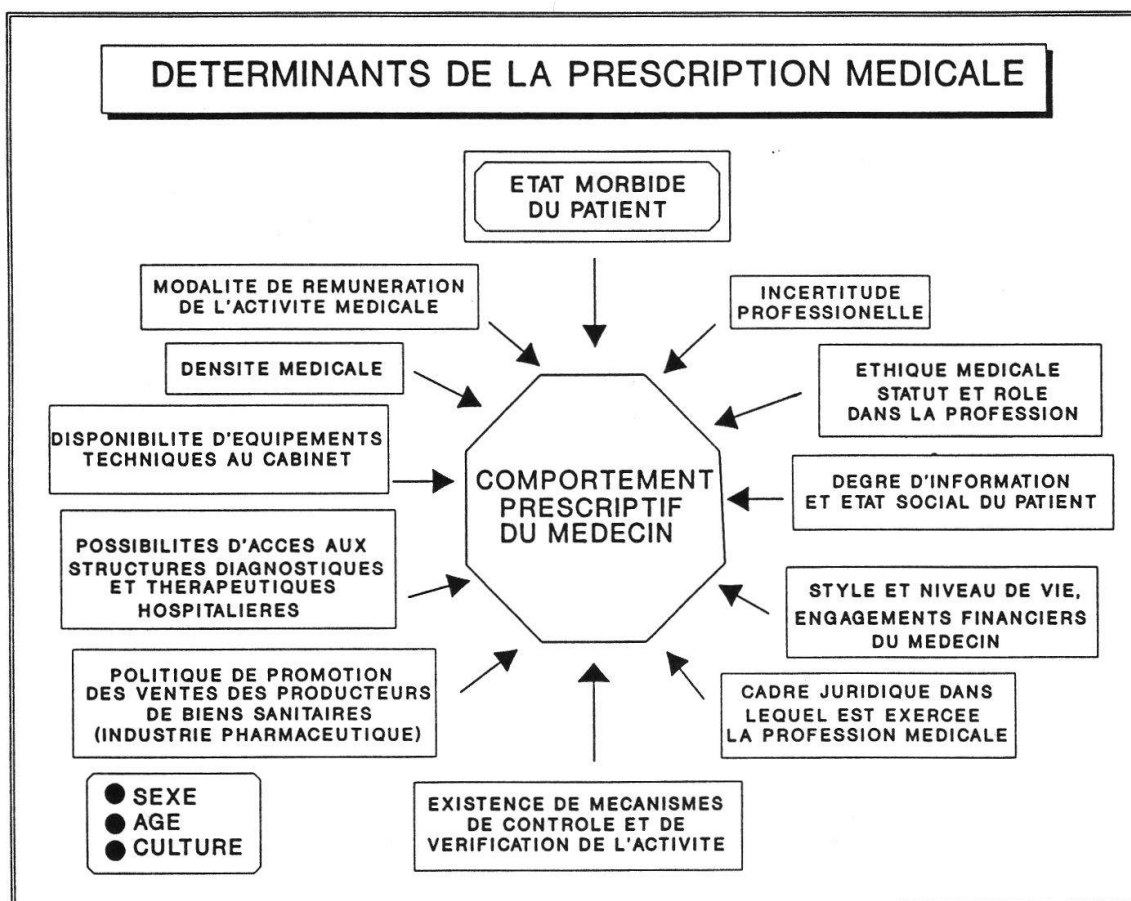 DETERMINANTS DE LA PRESCRIPTION MEDICALE
ETAT MORBIDE
DU PATIENT
MODALITE DE REMUNERATION
DE L'ACTIVITE MEDICALE
INCERTITUDE
PROFESSIONELLE
DENSITE MEDICALE
ETHIQUE MEDICALE
STATUT ET ROLE
DANS LA PROFESSION
DISPONIBILITE D'EQUIPEMENTS
TECHNIQUES AU CABINET
COMPORTEMENT
PRESCRIPTIF
DU MEDECIN
DEGRE D'INFORMATION
ET ETAT SOCIAL DU PATIENT
POSSIBILITES D'ACCES AUX
STRUCTURES DIAGNOSTIQUES
ET THERAPEUTIQUES
HOSPITALIERES
STYLE ET NIVEAU DE VIE,
ENGAGEMENTS FINANCIERS
DU MEDECIN
POLITIQUE DE PROMOTION
DES VENTES DES PRODUCTEURS
DE BIENS SANITAIRES
(INDUSTRIE PHARMACEUTIQUE)
CADRE JURIDIQUE DANS
LEQUEL EST EXERCEE
LA PROFESSION MEDICALE
SEXE
AGE
CULTURE
EXISTENCE DE MECANISMES
DE CONTROLE ET DE
VERIFICATION DE L'ACTIVITE